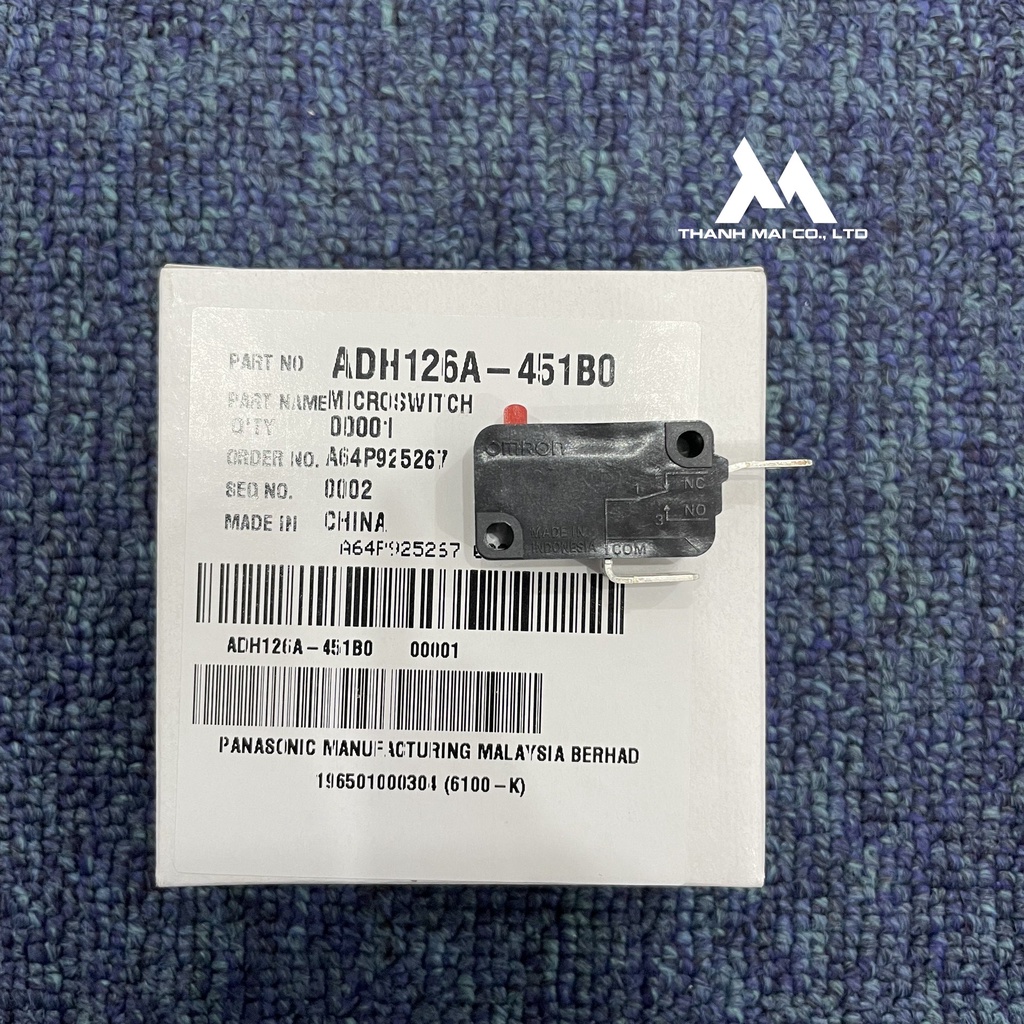 THANH MAI CO., LTD
PART NO ADH126A-451B0
PART NAME MICROSWITCH
Q'TY 00001
ORDER NO. A64P925267
SEQ NO. 0002
MADE IN CHINA
A64P925267
ADH126A-451B0 00001
PANASONIC MANUFACTURING MALAYSIA BERHAD
196501000304 (6100-K)
omron
1 NC
3 NO
MADE IN
INDONESIA
COM